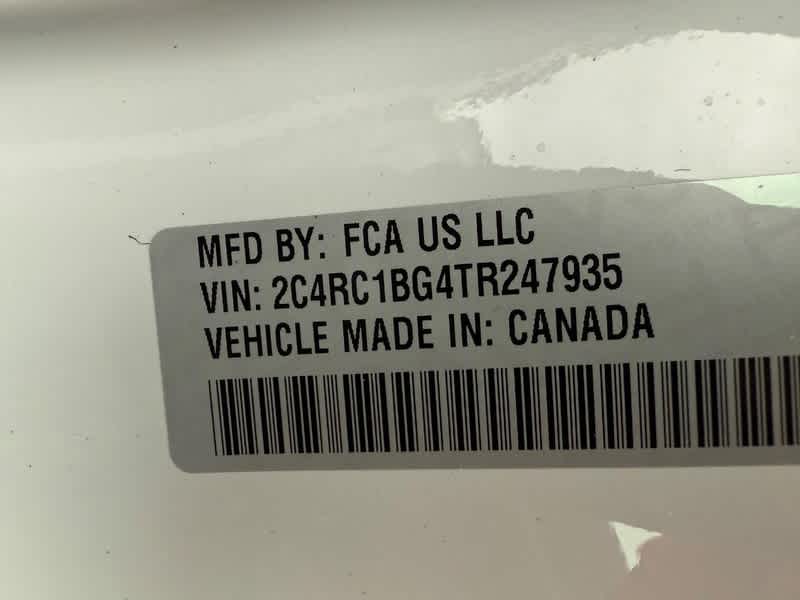 MFD BY: FCA US LLC
VIN: 2C4RC1BG4TR247935
VEHICLE MADE IN: CANADA